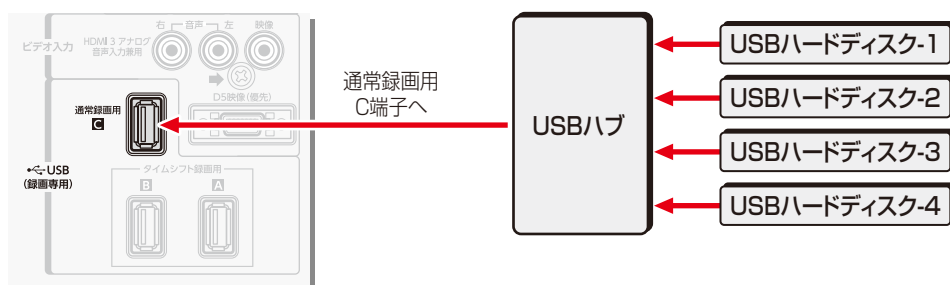 右 音声 左 映像
ビデオ入力
HDMI 3 アナログ
音声入力兼用
D5映像(優先)
通常録画用
C
USB
(録画専用)
タイムシフト録画用
B A
通常録画用
C端子へ
USBハブ
USBハードディスク-1
USBハードディスク-2
USBハードディスク-3
USBハードディスク-4